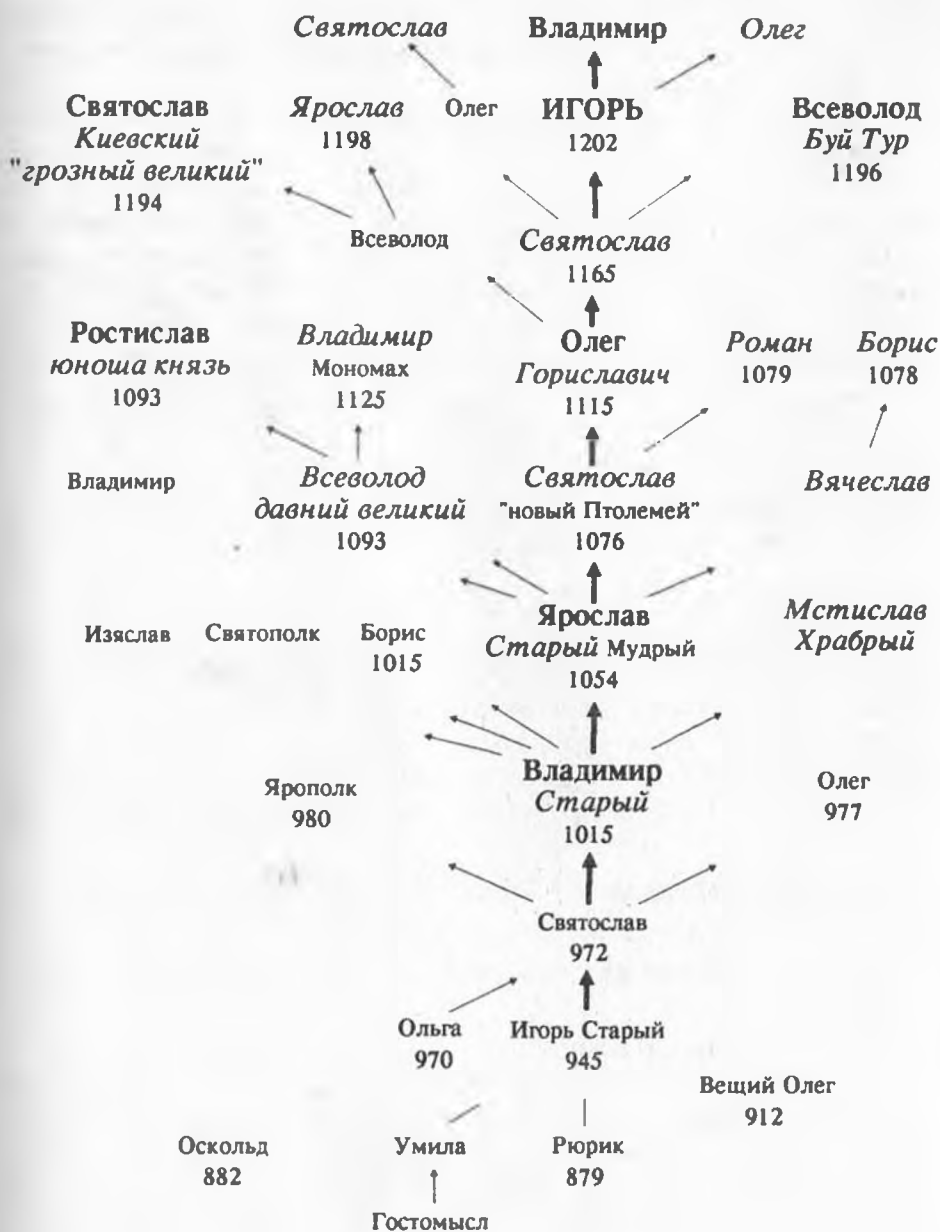 Святослав Владимир Олег
Святослав Ярослав Олег ИГОРЬ Всеволод
Киевский 1198 1202 Буй Тур
"грозный великий" 1196
1194
Всеволод Святослав
1165
Ростислав Владимир Олег Роман Борис
юноша князь Мономах Гориславич 1079 1078
1093 1125 1115
Владимир Всеволод Святослав Вячеслав
давний великий "новый Птолемей"
1093 1076
Изяслав Святополк Борис Ярослав Мстислав
1015 Старый Мудрый Храбрый
1054
Ярополк Владимир Олег
980 Старый 977
1015
Святослав
972
Ольга Игорь Старый
970 945
Вещий Олег
912
Оскольд Умила Рюрик
882 879
Гостомысл